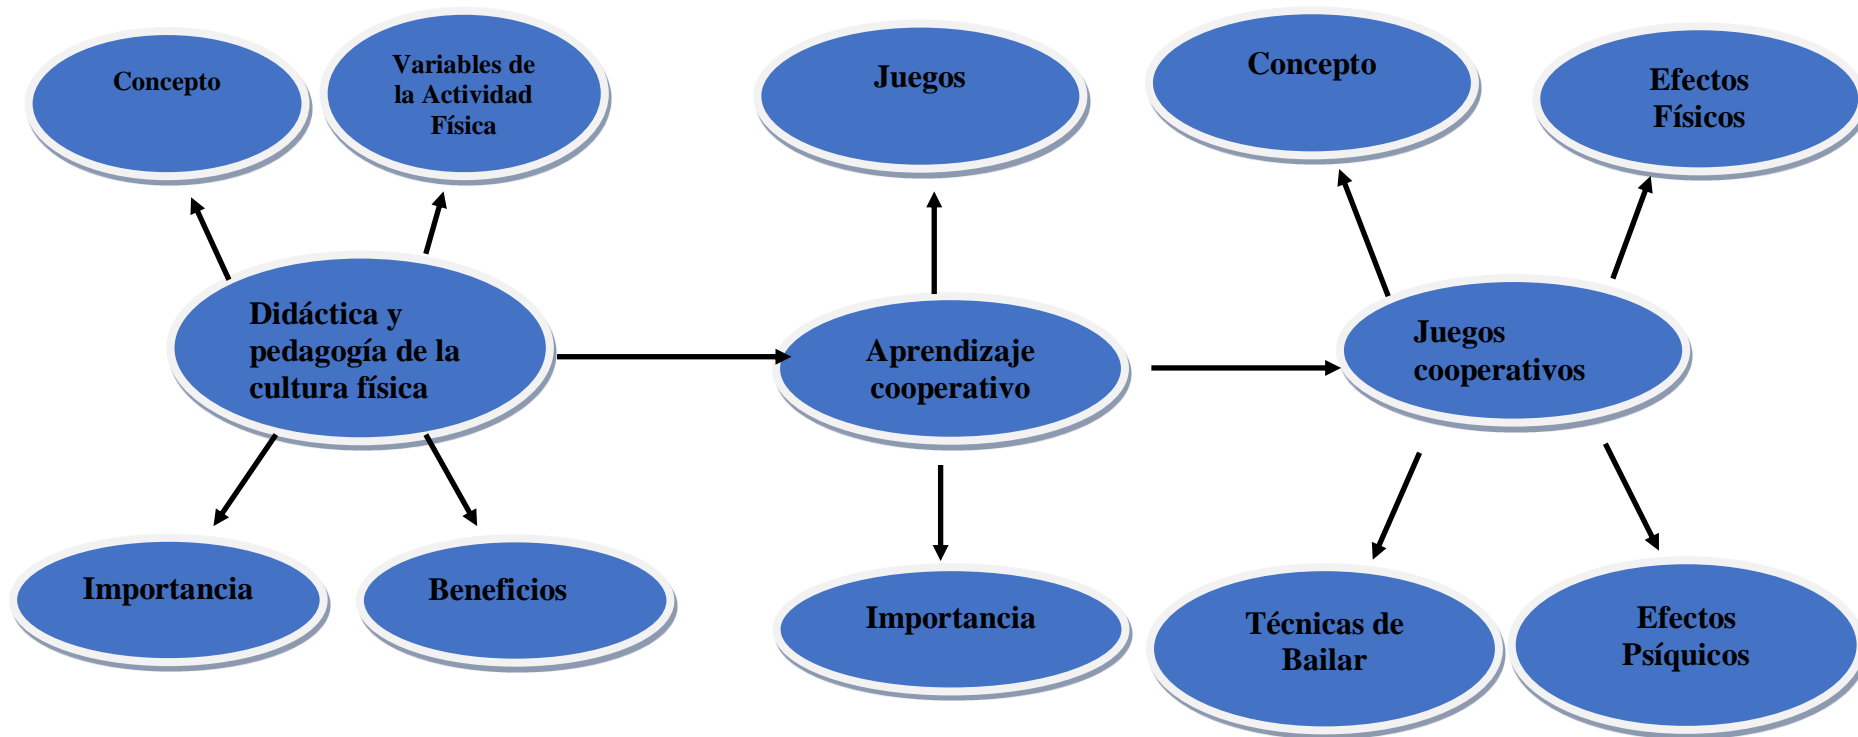 Concepto
Variables de
la Actividad
Física
Juegos
Concepto
Efectos
Físicos
Didáctica y
pedagogía de la
cultura física
Aprendizaje
cooperativo
Juegos
cooperativos
Importancia
Beneficios
Importancia
Técnicas de
Bailar
Efectos
Psíquicos